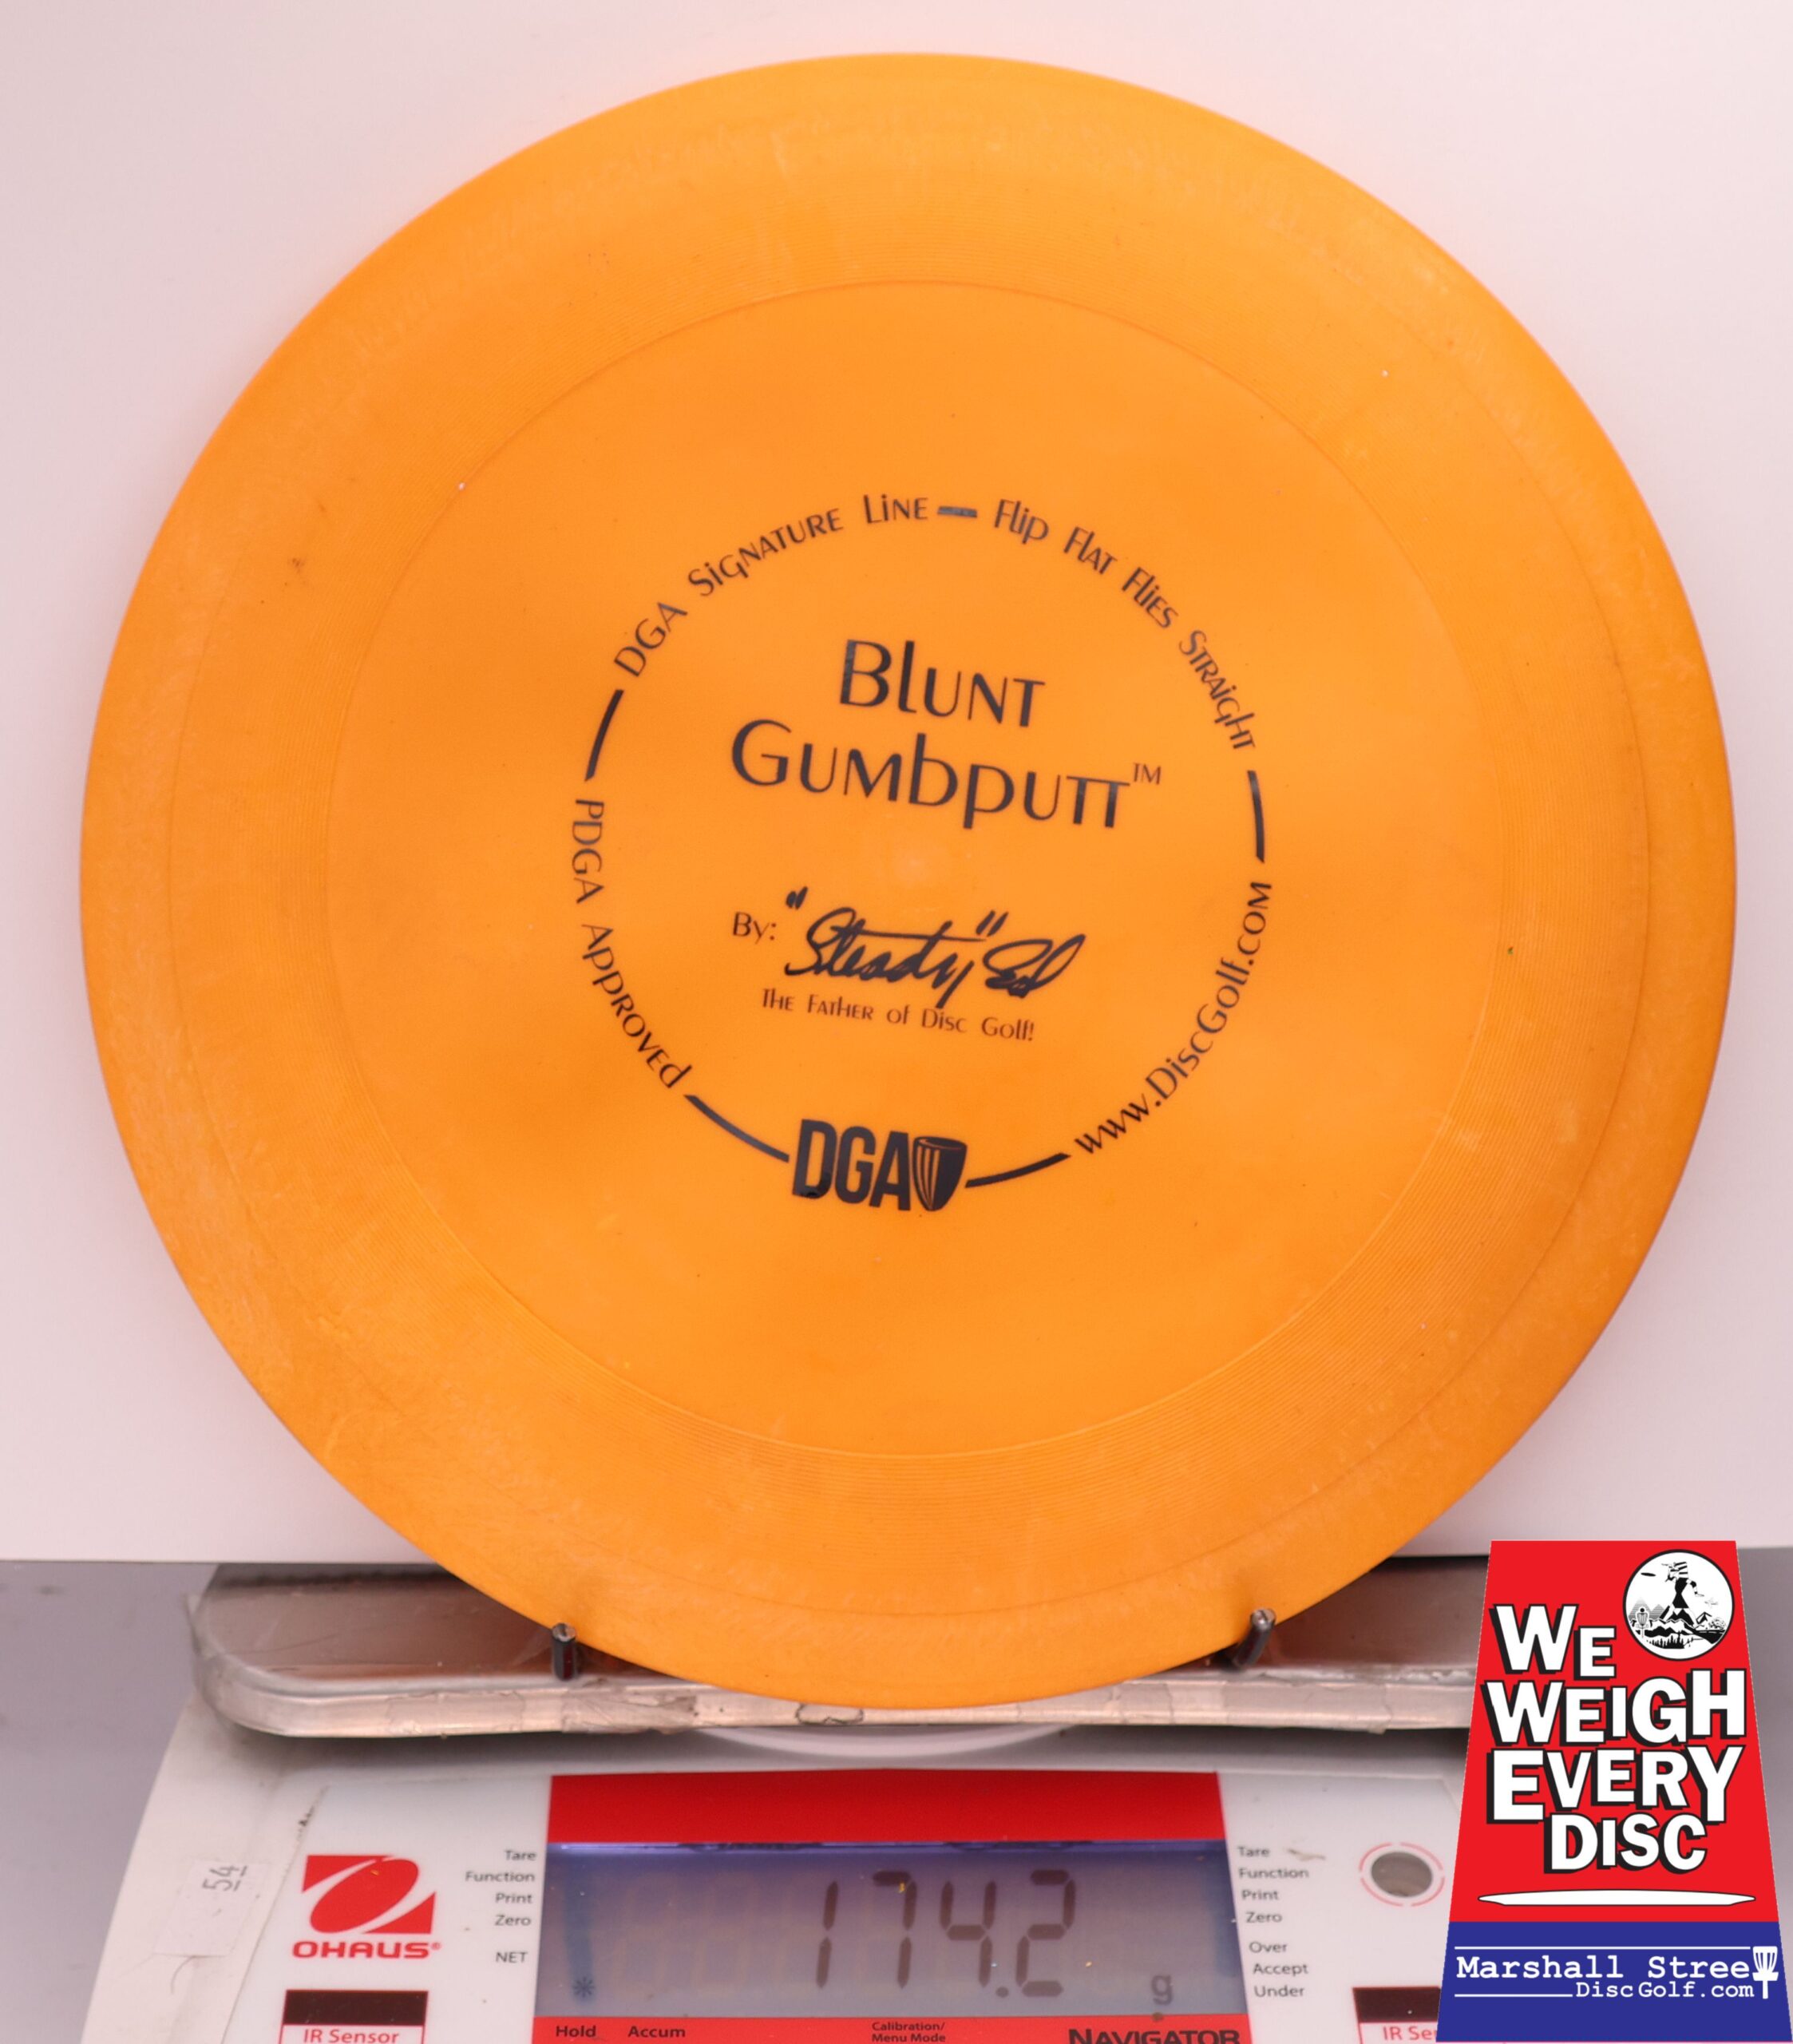 DGA Signature Line — Flip Flat Flies Straight
Blunt
Gumbputt™
By: "Steady" Ed
The Father of Disc Golf!
PDGA Approved
www.DiscGolf.com
DGA
WE
WEIGH
EVERY
DISC
Marshall Street
DiscGolf.com
54
OHAUS®
IR Sensor
Tare
Function
Print
Zero
NET
174.2
g
*
Tare
Function
Print
Zero
Over
Accept
Under
Hold Accum
Calibration/
Menu Mode
NAVIGATOR